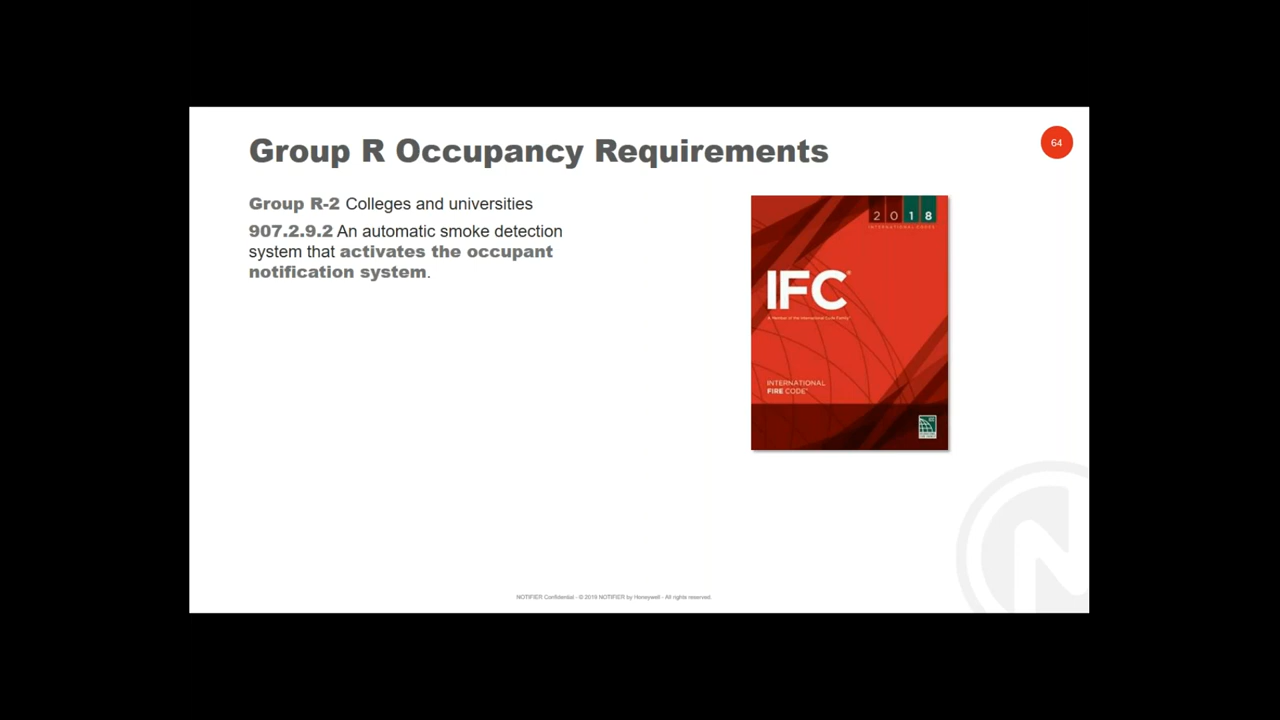 Group R Occupancy Requirements
64
Group R-2 Colleges and universities
907.2.9.2 An automatic smoke detection
system that activates the occupant
notification system.
2018
INTERNATIONAL CODES
IFC
A Member of the International Code Family
INTERNATIONAL
FIRE CODE
NOTIFIER Confidential - © 2019 NOTIFIER by Honeywell - All rights reserved.